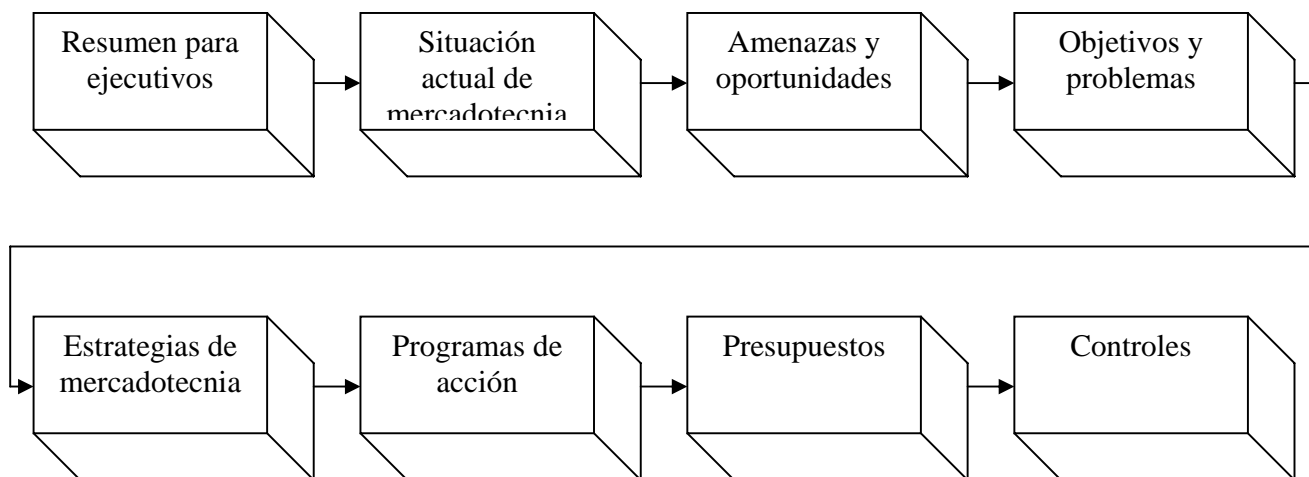 Resumen para
ejecutivos
Situación
actual de
mercadotecnia
Amenazas y
oportunidades
Objetivos y
problemas
Estrategias de
mercadotecnia
Programas de
acción
Presupuestos
Controles